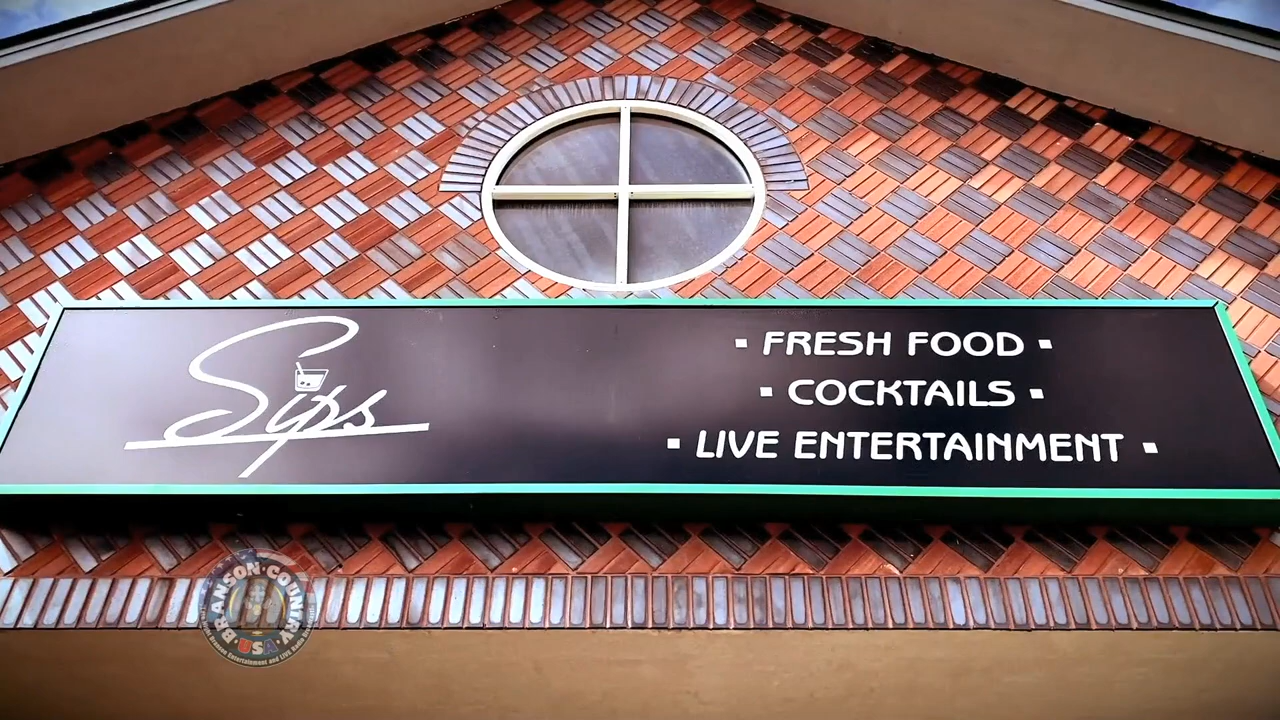 Sips
▪ FRESH FOOD ▪
▪ COCKTAILS ▪
▪ LIVE ENTERTAINMENT ▪
BRANSON COUNTRY
USA